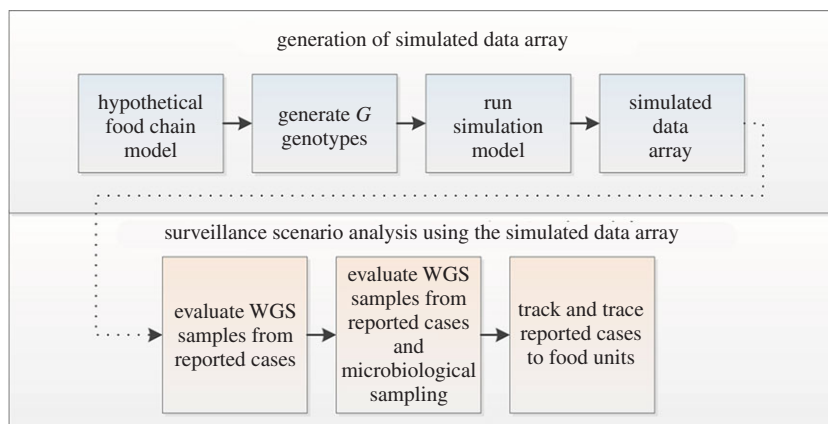 generation of simulated data array
hypothetical
food chain
model
generate G
genotypes
run
simulation
model
simulated
data
array
surveillance scenario analysis using the simulated data array
evaluate WGS
samples from
reported cases
evaluate WGS
samples from
reported cases
and
microbiological
sampling
track and trace
reported cases
to food units